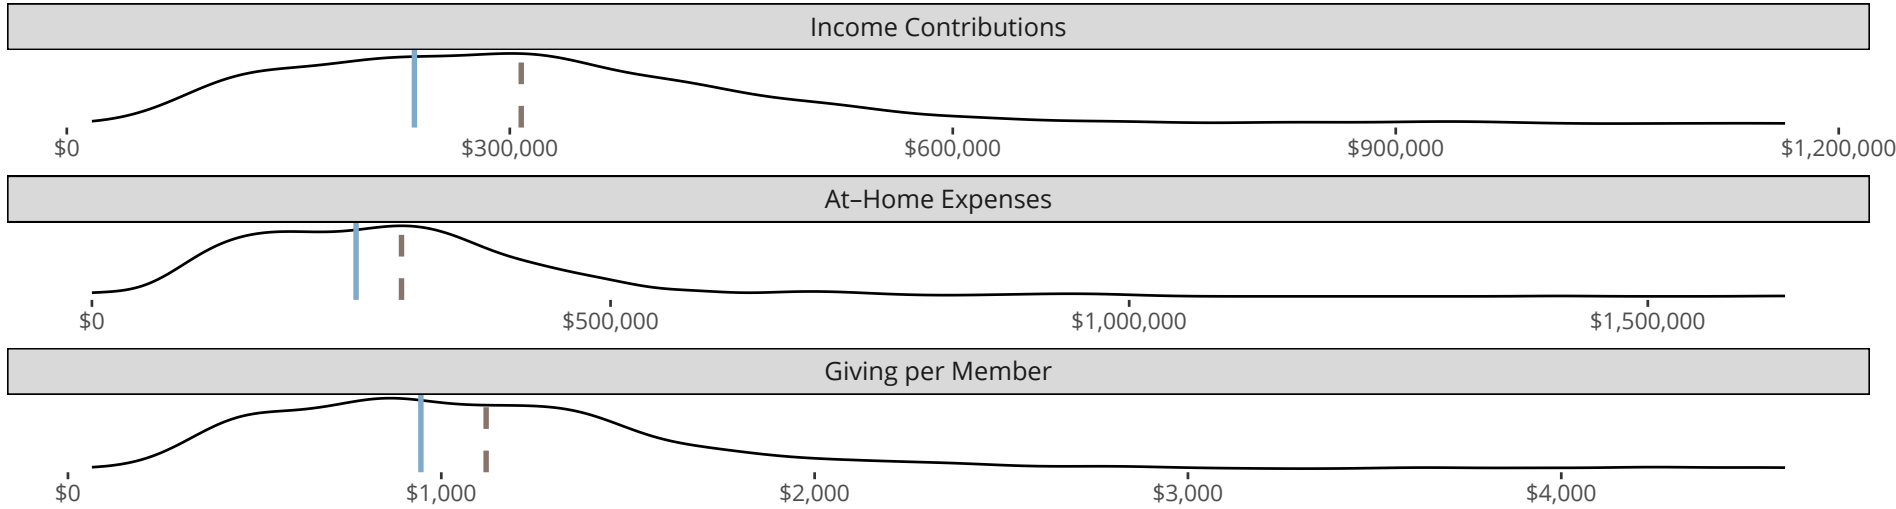 Income Contributions
$0 $300,000 $600,000 $900,000 $1,200,000
At–Home Expenses
$0 $500,000 $1,000,000 $1,500,000
Giving per Member
$0 $1,000 $2,000 $3,000 $4,000